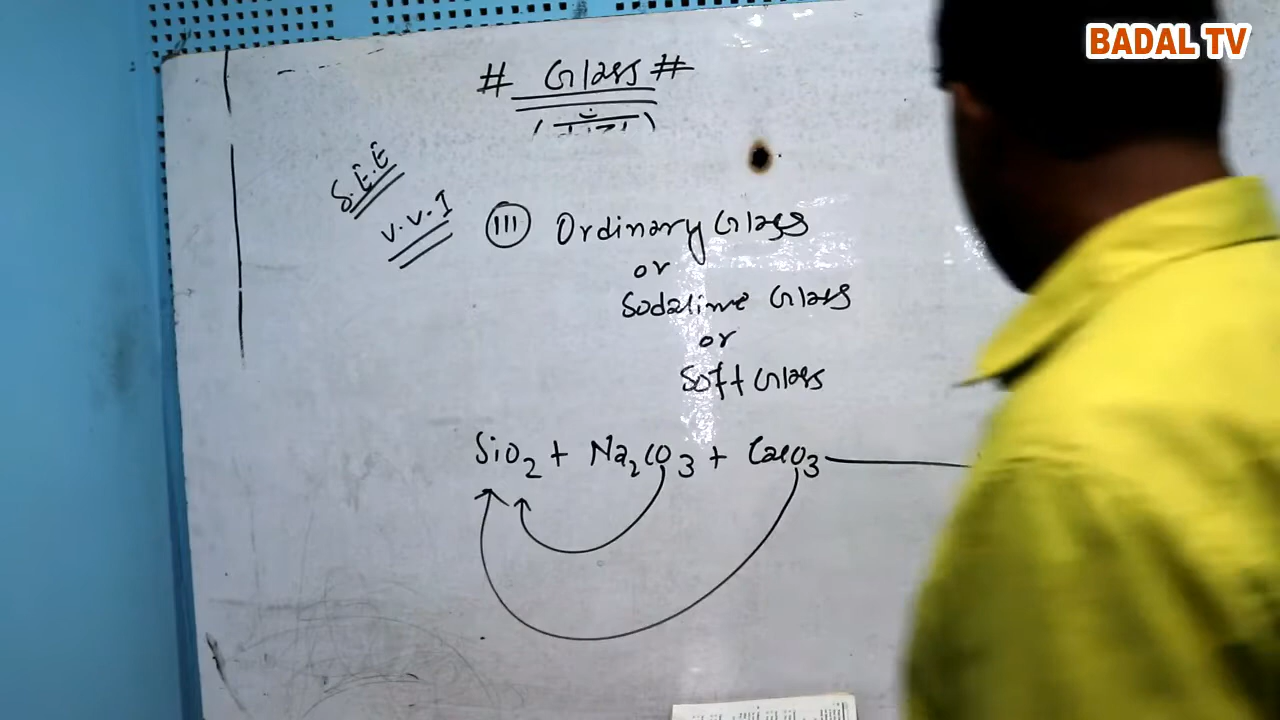 BADAL TV
# Glass #
S.E.E
V.V.I
III Ordinary Glass
or
Sodalime Glass
or
Soft Glass
SiO2 + Na2CO3 + CaCO3